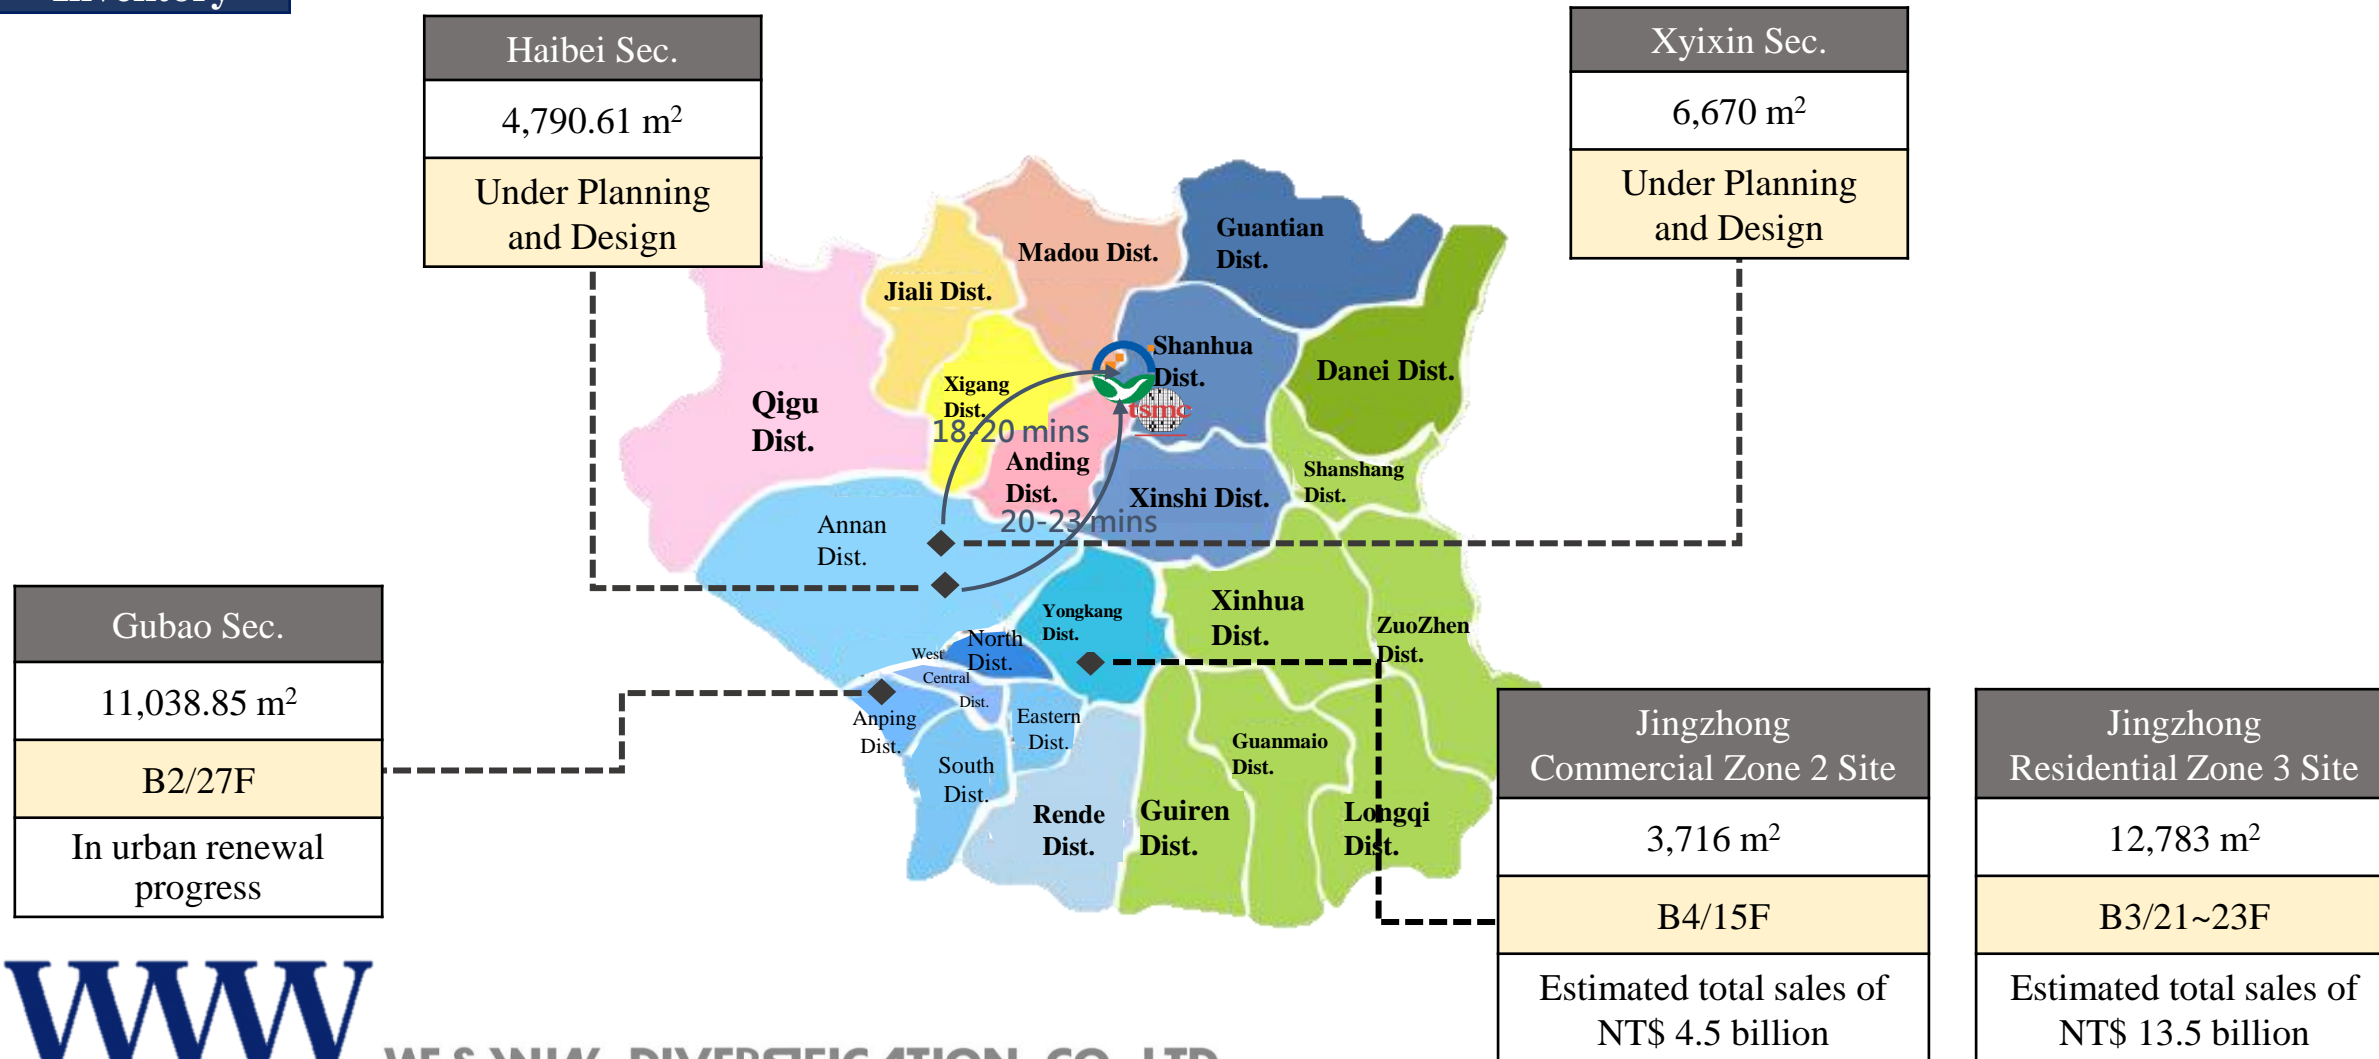 Inventory
Haibei Sec.
4,790.61 m²
Under Planning
and Design
Xyixin Sec.
6,670 m²
Under Planning
and Design
Guantian
Dist.
Madou Dist.
Jiali Dist.
Shanhua
Dist.
Danei Dist.
Xigang
Dist.
Qigu
Dist.
tsmc
18-20 mins
Anding
Dist.
Shanshang
Dist.
Xinshi Dist.
20-23 mins
Annan
Dist.
Gubao Sec.
11,038.85 m²
B2/27F
In urban renewal
progress
Yongkang
Dist.
Xinhua
Dist.
ZuoZhen
Dist.
North
Dist.
West
Central
Dist.
Anping
Dist.
Eastern
Dist.
South
Dist.
Guanmaio
Dist.
Rende
Dist.
Guiren
Dist.
Longqi
Dist.
Jingzhong
Commercial Zone 2 Site
3,716 m²
B4/15F
Estimated total sales of
NT$ 4.5 billion
Jingzhong
Residential Zone 3 Site
12,783 m²
B3/21~23F
Estimated total sales of
NT$ 13.5 billion
DIVERSIFICATION CO. LTD